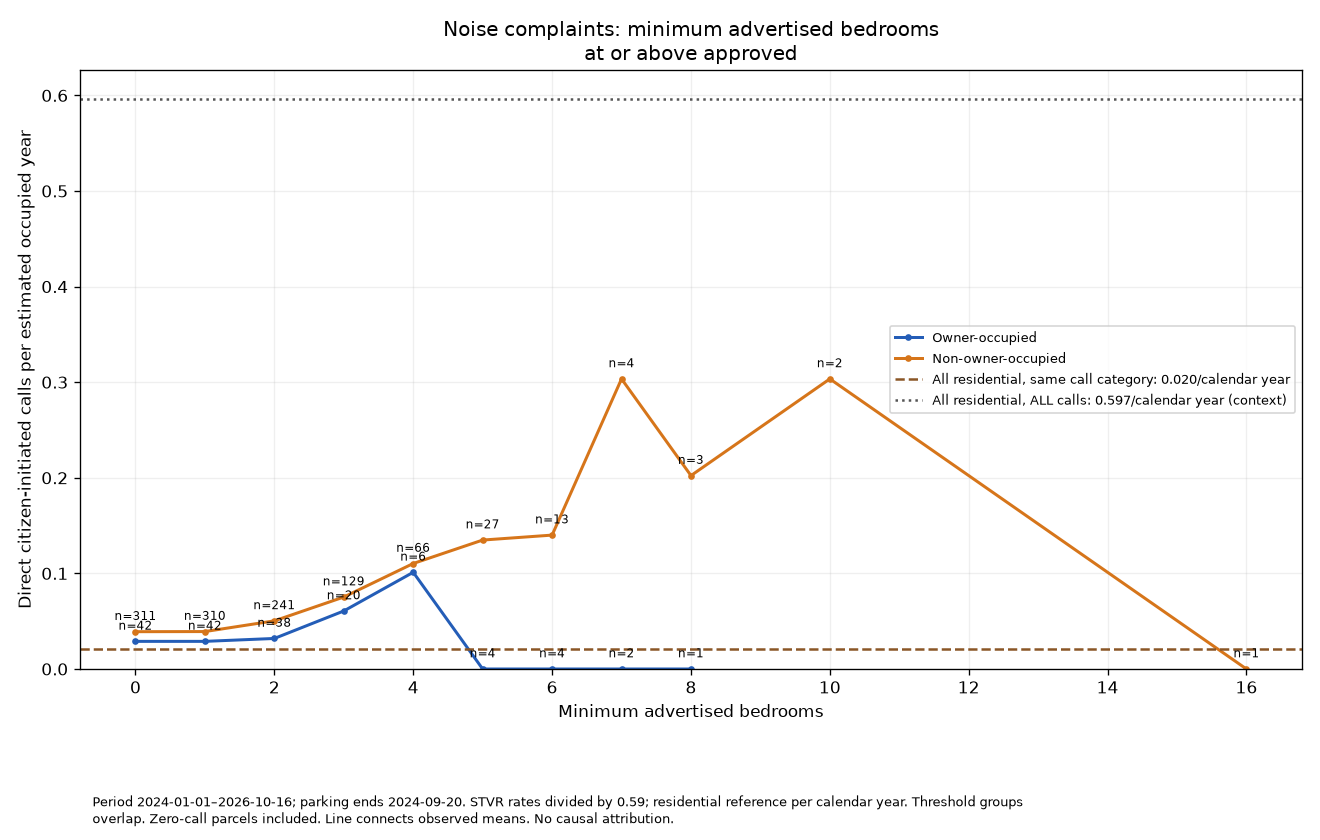 Noise complaints: minimum advertised bedrooms
at or above approved
Direct citizen-initiated calls per estimated occupied year
0.6
0.5
0.4
0.3
0.2
0.1
0.0
n=311
n=42
n=310
n=42
n=241
n=38
n=129
n=20
n=66
n=6
n=27
n=4
n=13
n=4
n=4
n=2
n=3
n=1
n=2
n=1
Owner-occupied
Non-owner-occupied
All residential, same call category: 0.020/calendar year
All residential, ALL calls: 0.597/calendar year (context)
0 2 4 6 8 10 12 14 16
Minimum advertised bedrooms
Period 2024-01-01–2026-10-16; parking ends 2024-09-20. STVR rates divided by 0.59; residential reference per calendar year. Threshold groups
overlap. Zero-call parcels included. Line connects observed means. No causal attribution.